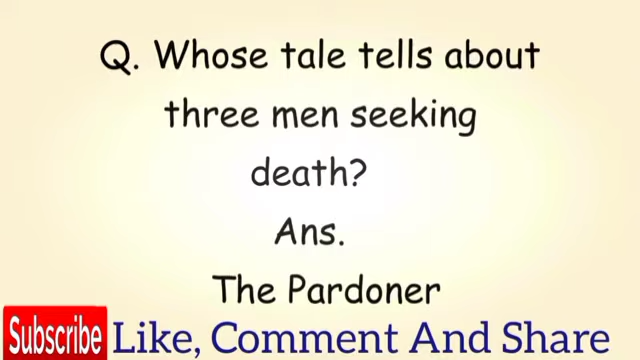 Q. Whose tale tells about
three men seeking
death?
Ans.
The Pardoner
Subscribe Like, Comment And Share